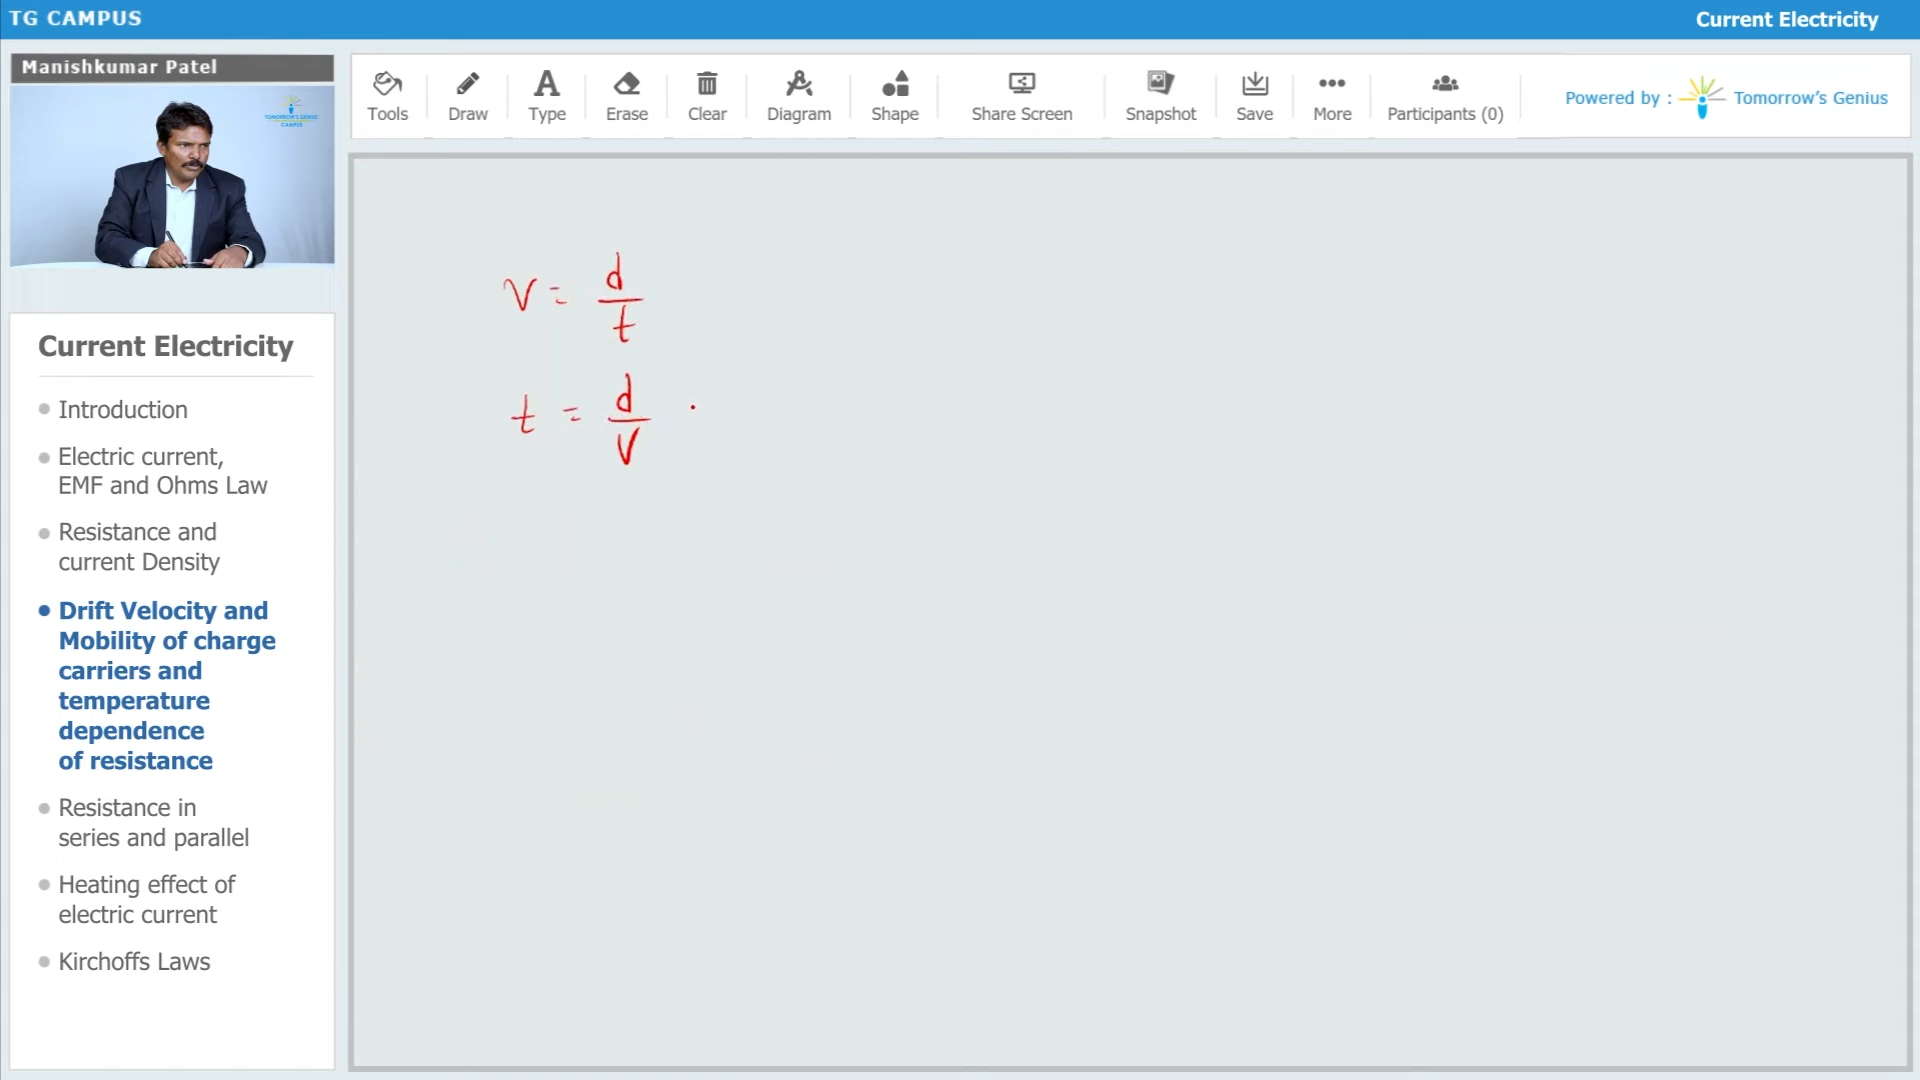 TG CAMPUS
Current Electricity
Manishkumar Patel
TOMORROW'S GENIUS
CAMPUS
Tools
Draw
Type
Erase
Clear
Diagram
Shape
Share Screen
Snapshot
Save
More
Participants (0)
Powered by : Tomorrow's Genius
Current Electricity
Introduction
Electric current,
EMF and Ohms Law
Resistance and
current Density
Drift Velocity and
Mobility of charge
carriers and
temperature
dependence
of resistance
Resistance in
series and parallel
Heating effect of
electric current
Kirchoffs Laws
v = d/t
t = d/v .